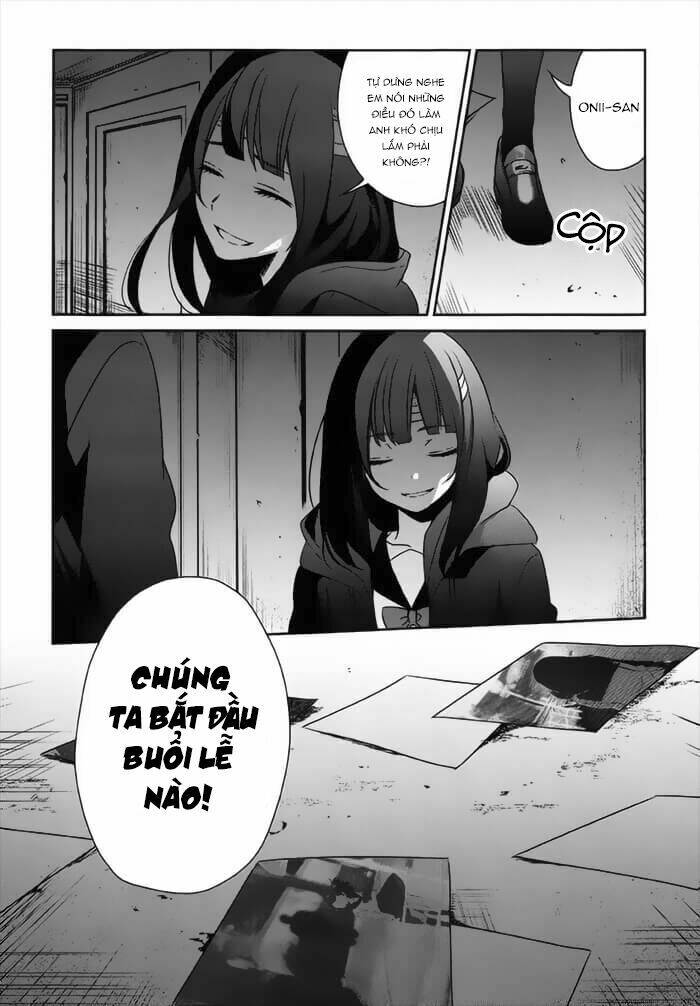 ONII-SAN
CỘP
TỰ DƯNG NGHE
EM NÓI NHỮNG
ĐIỀU ĐÓ LÀM
ANH KHÓ CHỊU
LẮM PHẢI
KHÔNG?!
CHÚNG
TA BẮT ĐẦU
BUỔI LỄ
NÀO!